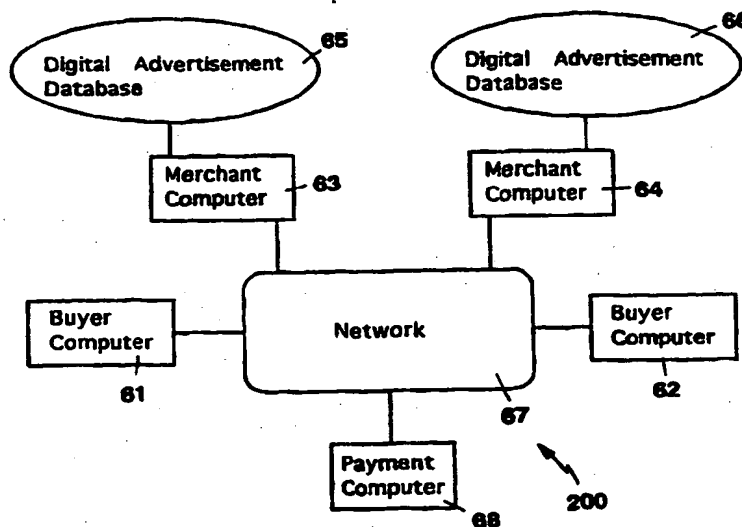 65
66
Digital Advertisement
Database
Digital Advertisement
Database
Merchant
Computer
63
Merchant
Computer
64
Buyer
Computer
61
Network
67
Buyer
Computer
62
Payment
Computer
68
200